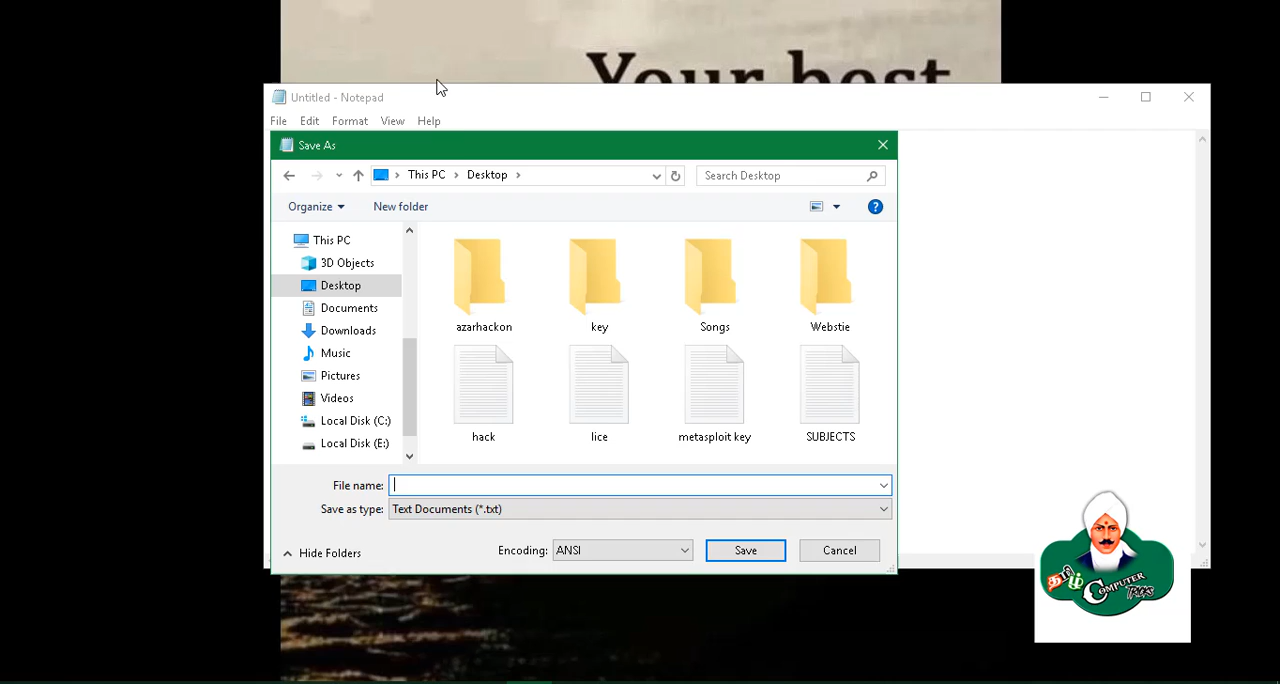 Your best
Untitled - Notepad
File Edit Format View Help
Save As
This PC > Desktop >
Search Desktop
Organize New folder
This PC
3D Objects
Desktop
Documents
Downloads
Music
Pictures
Videos
Local Disk (C:)
Local Disk (E:)
azarhackon key Songs Webstie
hack lice metasploit key SUBJECTS
File name:
Save as type: Text Documents (*.txt)
Hide Folders
Encoding: ANSI Save Cancel
தமிழ்
COMPUTER
TRICKS